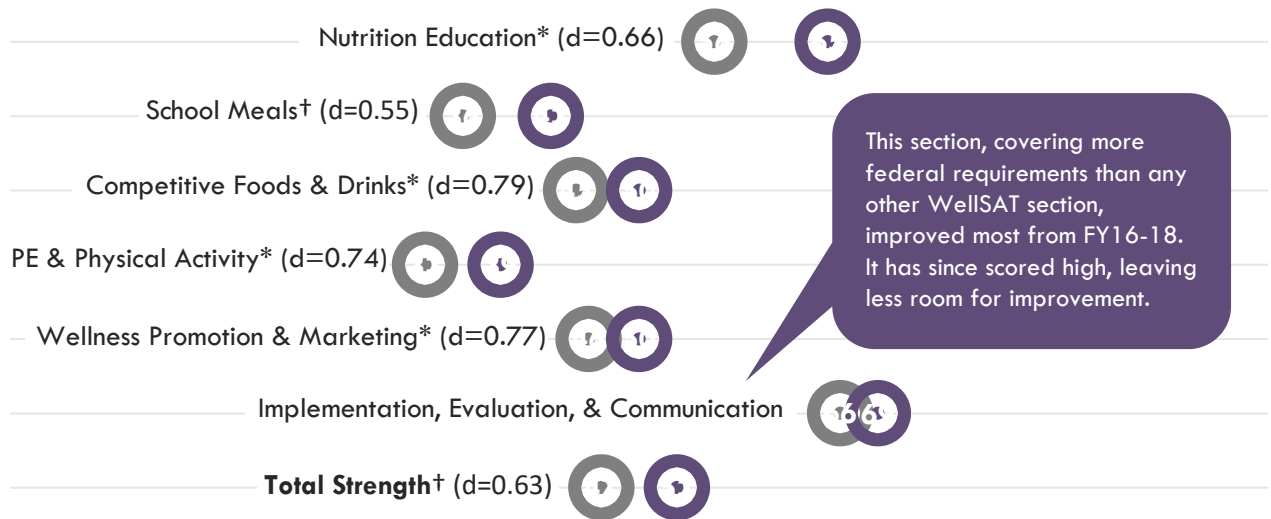 Nutrition Education* (d=0.66)
School Meals† (d=0.55)
Competitive Foods & Drinks* (d=0.79)
PE & Physical Activity* (d=0.74)
Wellness Promotion & Marketing* (d=0.77)
Implementation, Evaluation, & Communication
Total Strength† (d=0.63)
This section, covering more
federal requirements than any
other WellSAT section,
improved most from FY16-18.
It has since scored high, leaving
less room for improvement.